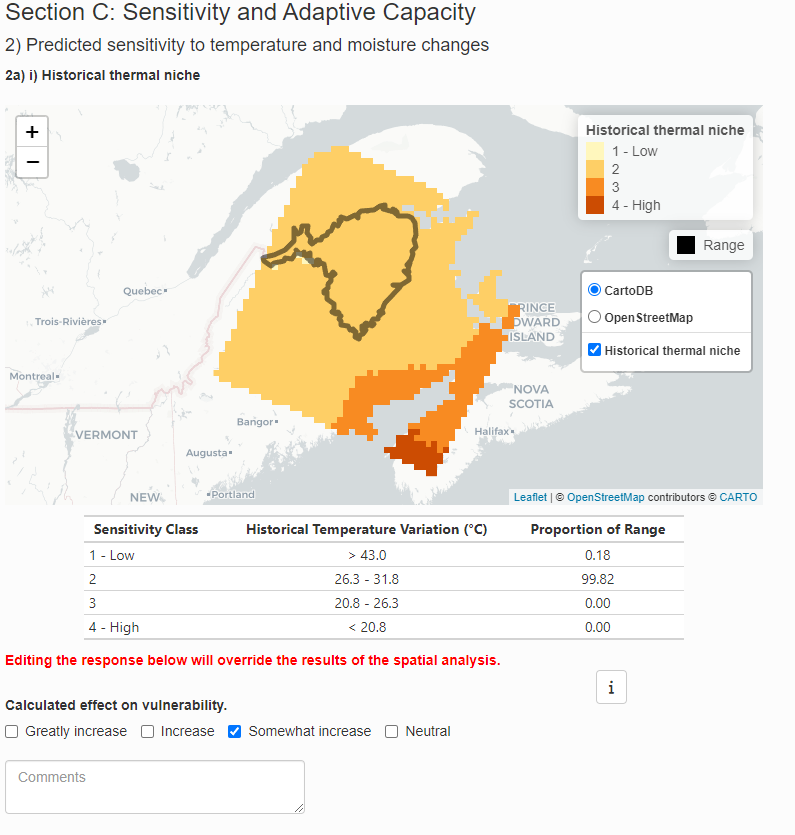 Section C: Sensitivity and Adaptive Capacity
2) Predicted sensitivity to temperature and moisture changes
2a) i) Historical thermal niche
+
−
Historical thermal niche
1 - Low
2
3
4 - High
Range
CartoDB
OpenStreetMap
Historical thermal niche
Quebec
Trois-Rivières
Montreal
VERMONT
Bangor
Augusta
Portland
NEW
PRINCE
EDWARD
ISLAND
NOVA
SCOTIA
Halifax
Leaflet | © OpenStreetMap contributors © CARTO
Sensitivity Class Historical Temperature Variation (°C) Proportion of Range
1 - Low > 43.0 0.18
2 26.3 - 31.8 99.82
3 20.8 - 26.3 0.00
4 - High < 20.8 0.00
Editing the response below will override the results of the spatial analysis.
i
Calculated effect on vulnerability.
Greatly increase Increase Somewhat increase Neutral
Comments